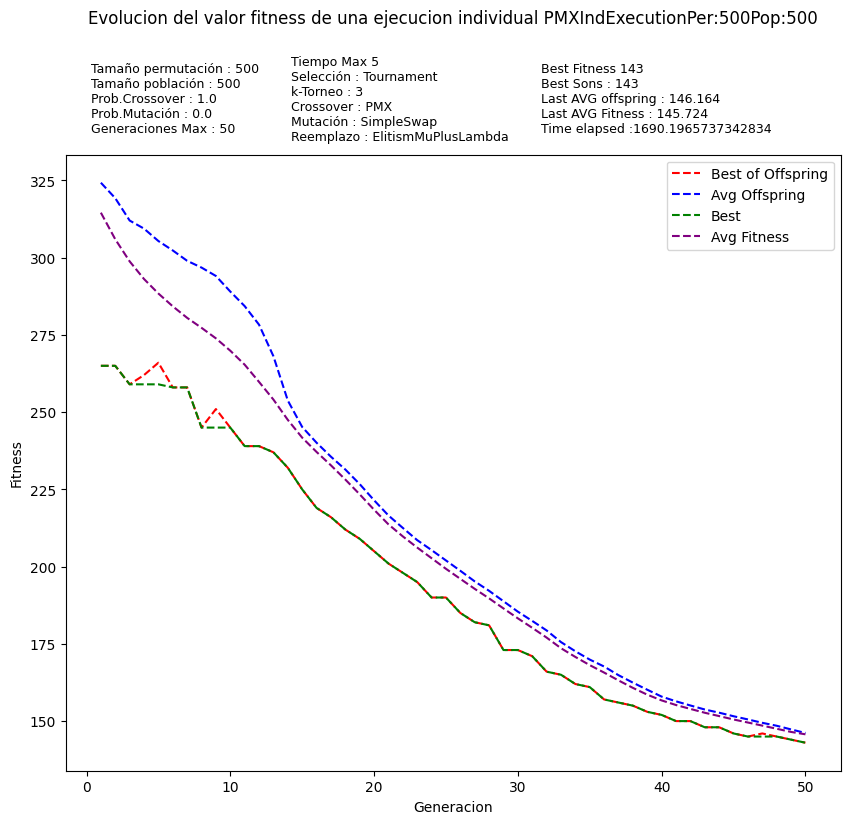 Evolucion del valor fitness de una ejecucion individual PMXIndExecutionPer:500Pop:500
Tamaño permutación : 500
Tamaño población : 500
Prob.Crossover : 1.0
Prob.Mutación : 0.0
Generaciones Max : 50
Tiempo Max 5
Selección : Tournament
k-Torneo : 3
Crossover : PMX
Mutación : SimpleSwap
Reemplazo : ElitismMuPlusLambda
Best Fitness 143
Best Sons : 143
Last AVG offspring : 146.164
Last AVG Fitness : 145.724
Time elapsed :1690.1965737342834
Best of Offspring
Avg Offspring
Best
Avg Fitness
Fitness
325
300
275
250
225
200
175
150
0 10 20 30 40 50
Generacion